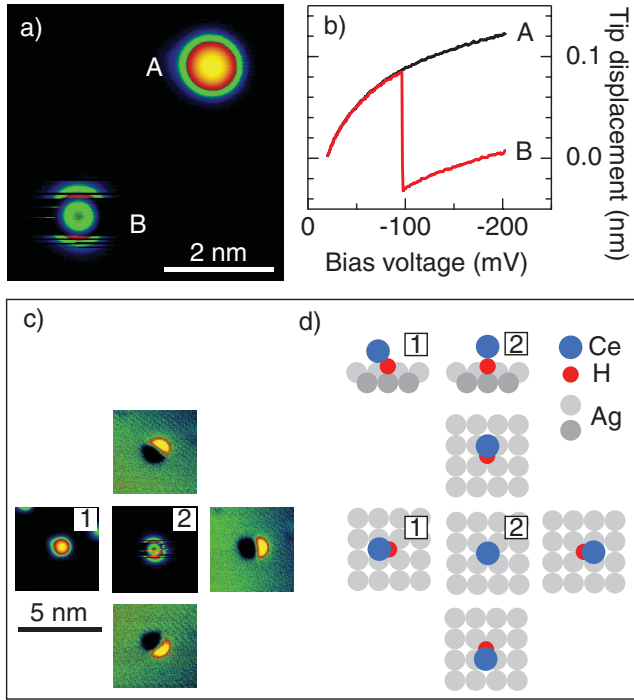 a)
A
B
2 nm
b)
A
B
0.1
0.0
Tip displacement (nm)
0
-100
-200
Bias voltage (mV)
c)
1
2
5 nm
d)
1
2
Ce
H
Ag
1
2